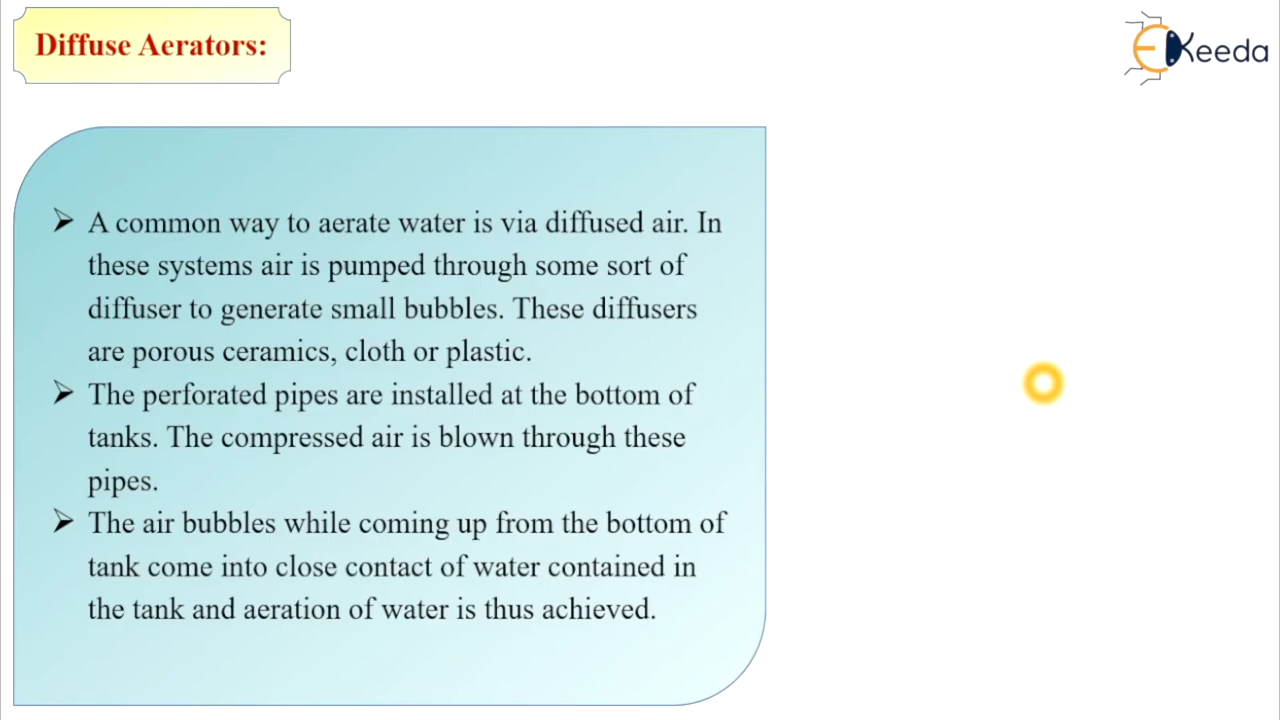 Diffuse Aerators:
EKeeda
A common way to aerate water is via diffused air. In
these systems air is pumped through some sort of
diffuser to generate small bubbles. These diffusers
are porous ceramics, cloth or plastic.
The perforated pipes are installed at the bottom of
tanks. The compressed air is blown through these
pipes.
The air bubbles while coming up from the bottom of
tank come into close contact of water contained in
the tank and aeration of water is thus achieved.